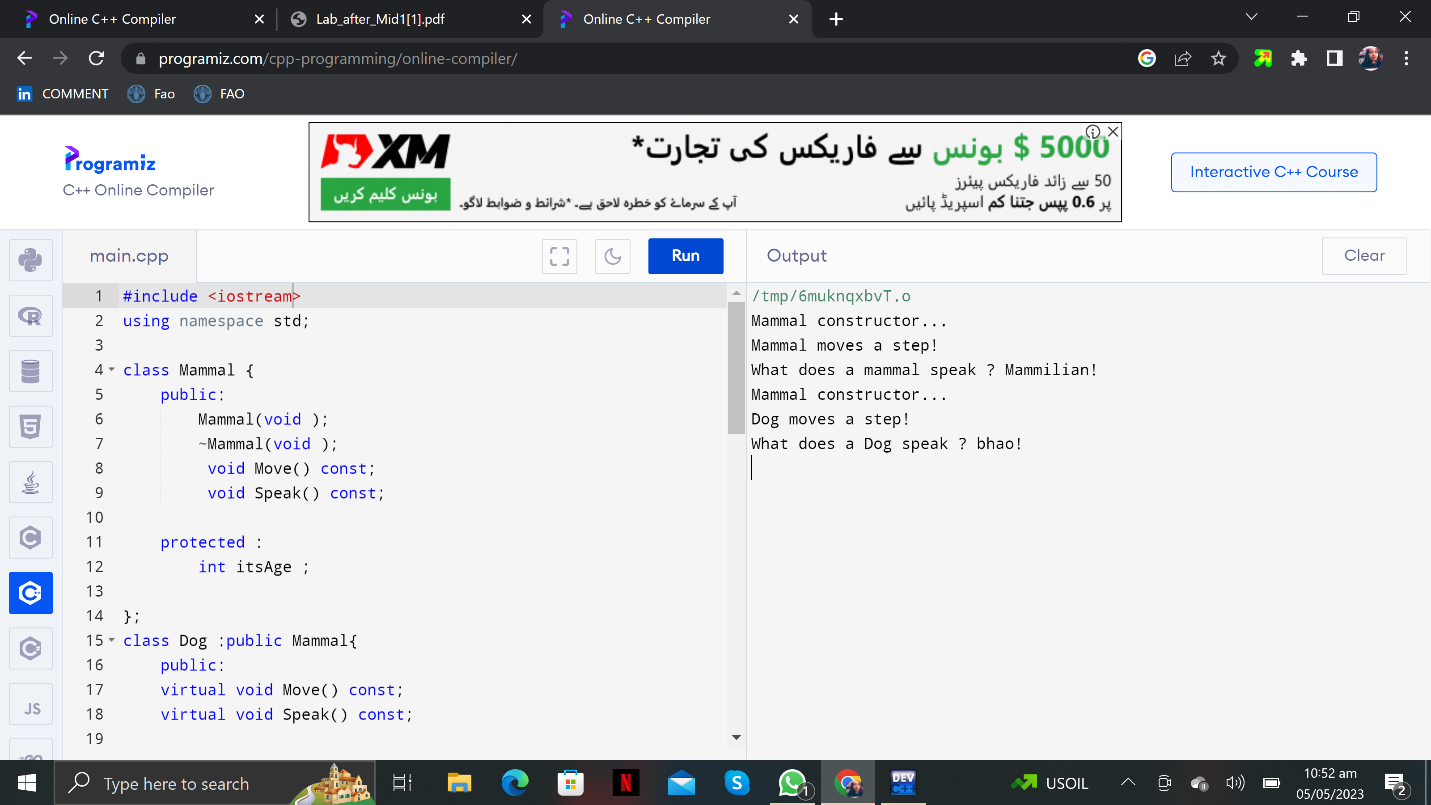 Online C++ Compiler
Lab_after_Mid1[1].pdf
Online C++ Compiler
programiz.com/cpp-programming/online-compiler/
COMMENT
Fao
FAO
Programiz
C++ Online Compiler
XM
بونس کلیم کریں
5000 $ بونس سے فاریکس کی تجارت*
50 سے زائد فاریکس پیئرز
پر 0.6 پپس جتنا کم اسپریڈ پائیں
آپ کے سرمائے کو خطرہ لاحق ہے۔ *شرائط و ضوابط لاگو۔
Interactive C++ Course
main.cpp
Run
Output
Clear
1 #include <iostream>
2 using namespace std;
3
4 class Mammal {
5 public:
6 Mammal(void );
7 ~Mammal(void );
8 void Move() const;
9 void Speak() const;
10
11 protected :
12 int itsAge ;
13
14 };
15 class Dog :public Mammal{
16 public:
17 virtual void Move() const;
18 virtual void Speak() const;
19
/tmp/6muknqxbvT.o
Mammal constructor...
Mammal moves a step!
What does a mammal speak ? Mammilian!
Mammal constructor...
Dog moves a step!
What does a Dog speak ? bhao!
JS
Type here to search
1
DEV
USOIL
10:52 am
05/05/2023
2